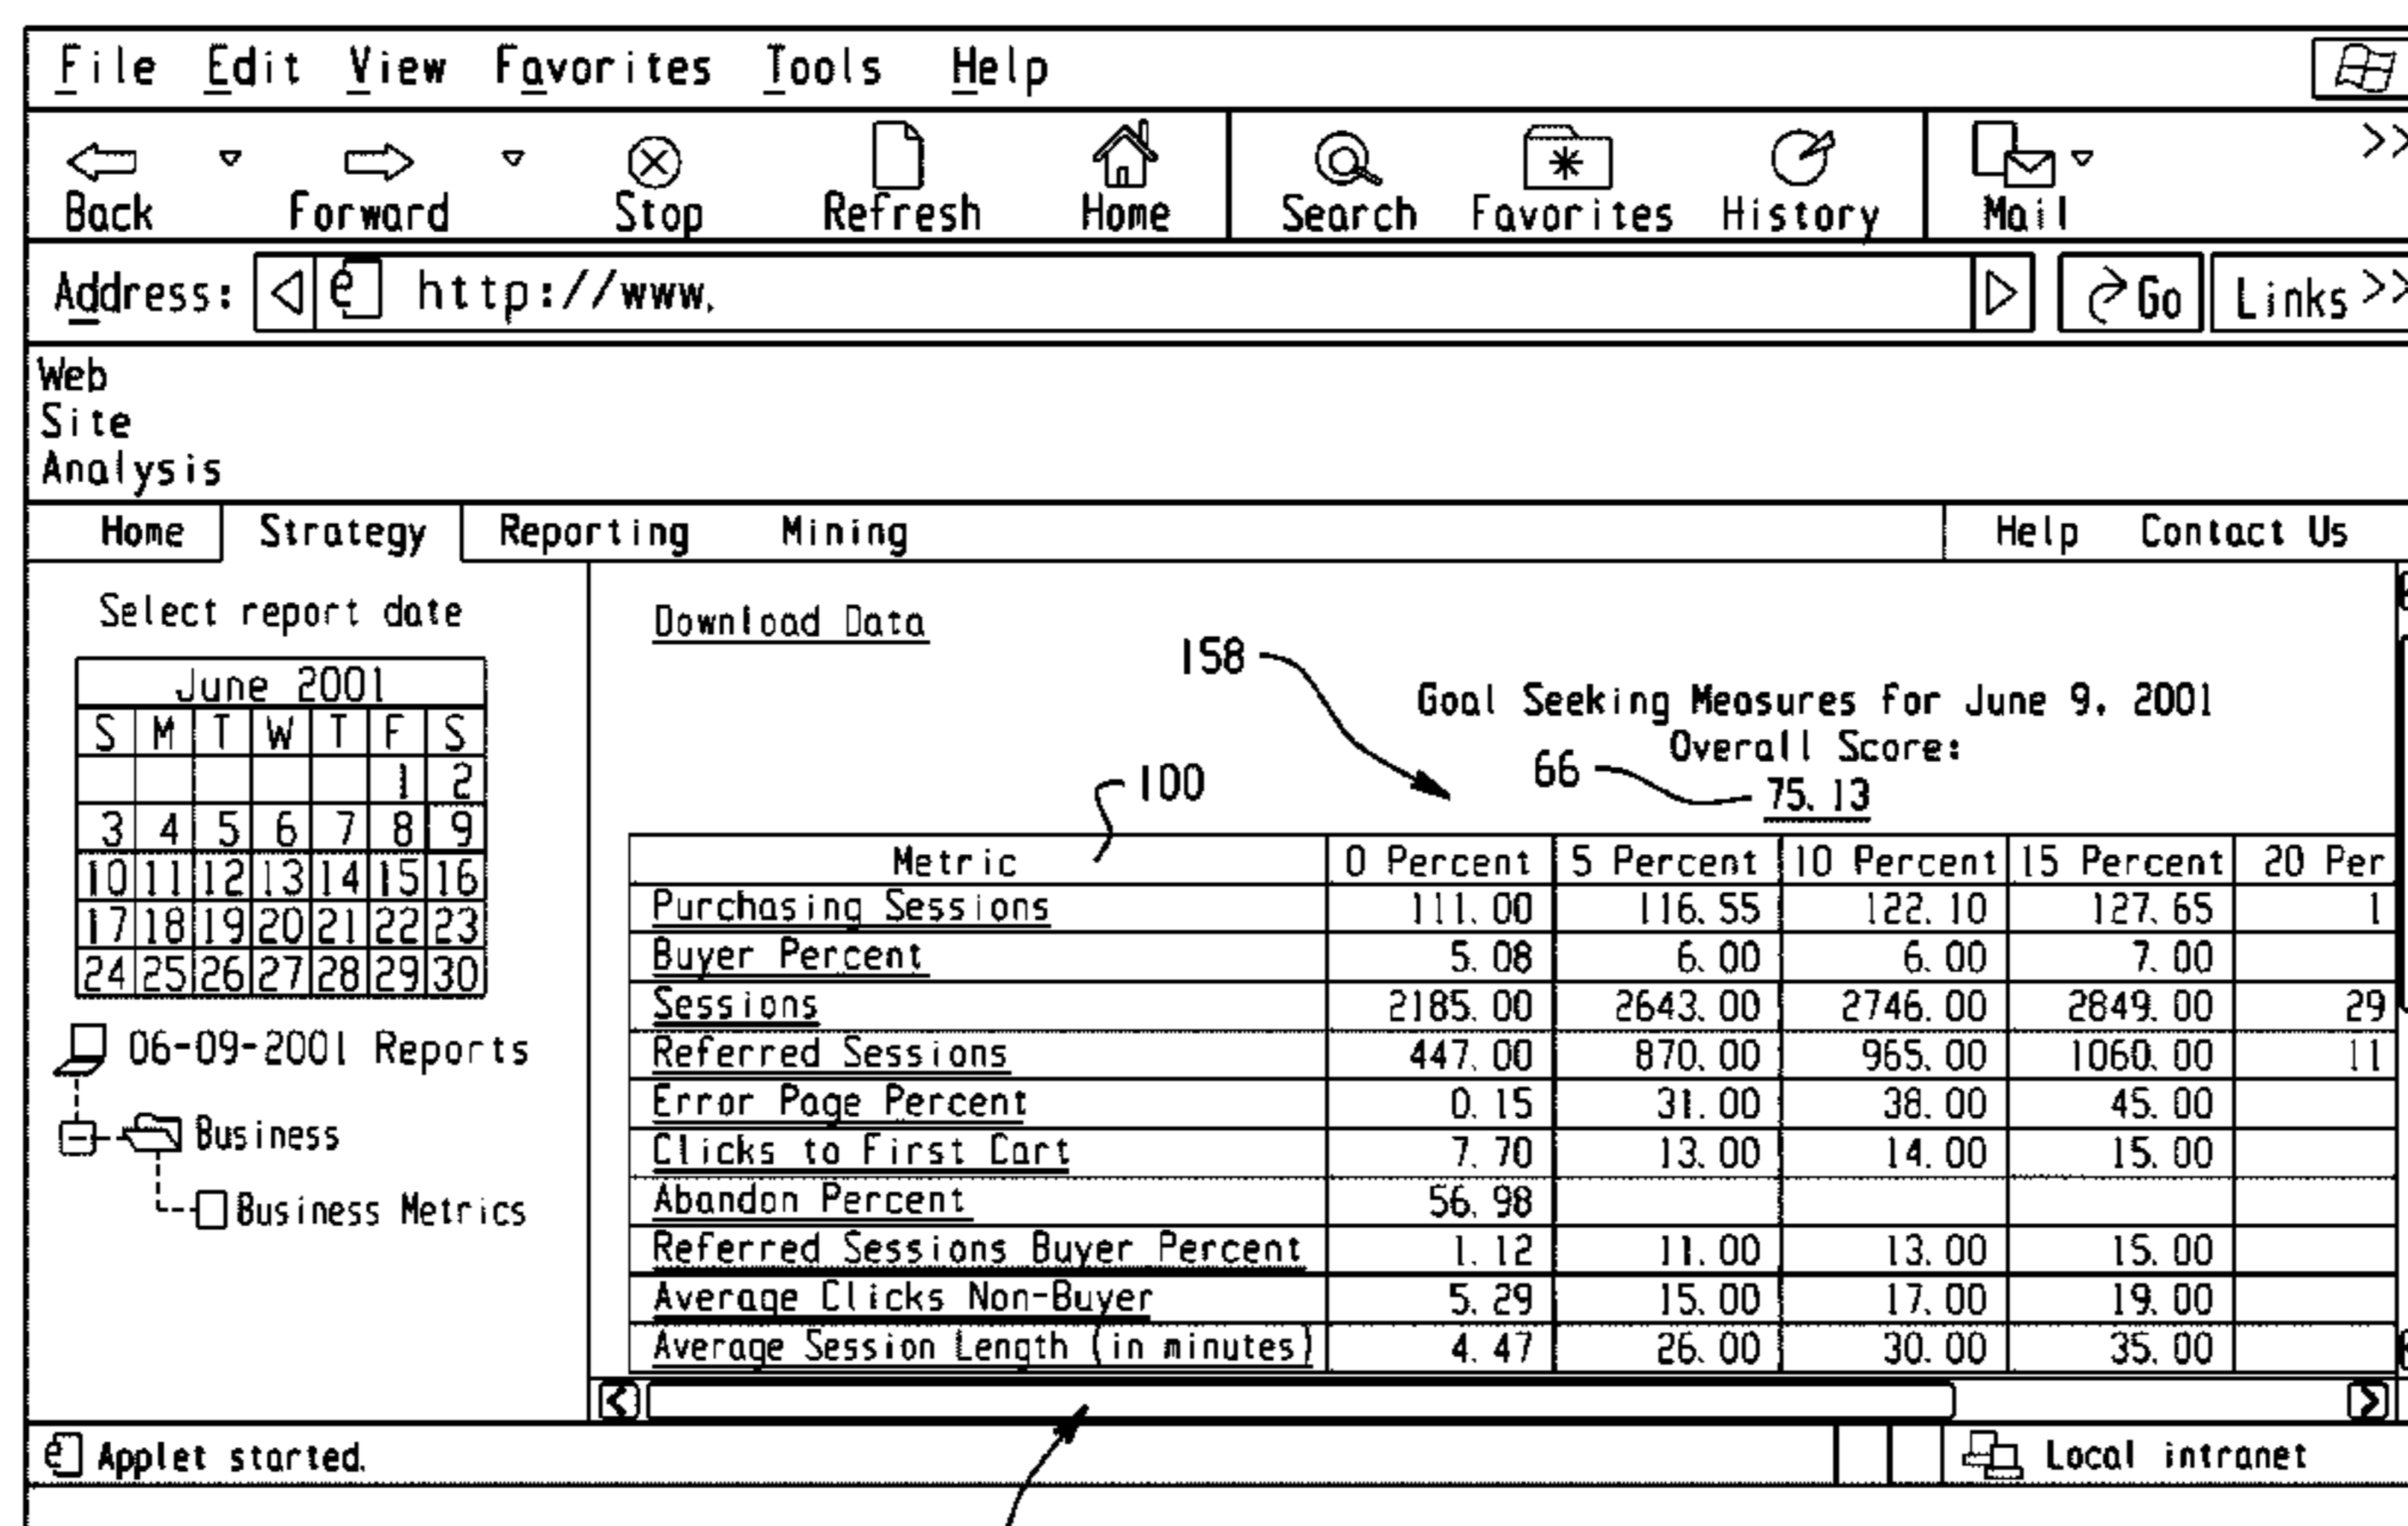 File Edit View Favorites Tools Help
Back Forward Stop Refresh Home Search Favorites History Mail >>
Address: e http://www. Go Links >>
Web
Site
Analysis
Home Strategy Reporting Mining Help Contact Us
Select report date
June 2001
S M T W T F S
1 2
3 4 5 6 7 8 9
10 11 12 13 14 15 16
17 18 19 20 21 22 23
24 25 26 27 28 29 30
06-09-2001 Reports
Business
Business Metrics
Download Data
158
Goal Seeking Measures for June 9, 2001
Overall Score:
66
75.13
100
Metric 0 Percent 5 Percent 10 Percent 15 Percent 20 Per
Purchasing Sessions 111.00 116.55 122.10 127.65 1
Buyer Percent 5.08 6.00 6.00 7.00
Sessions 2185.00 2643.00 2746.00 2849.00 29
Referred Sessions 447.00 870.00 965.00 1060.00 11
Error Page Percent 0.15 31.00 38.00 45.00
Clicks to First Cart 7.70 13.00 14.00 15.00
Abandon Percent 56.98
Referred Sessions Buyer Percent 1.12 11.00 13.00 15.00
Average Clicks Non-Buyer 5.29 15.00 17.00 19.00
Average Session Length (in minutes) 4.47 26.00 30.00 35.00
e Applet started. Local intranet